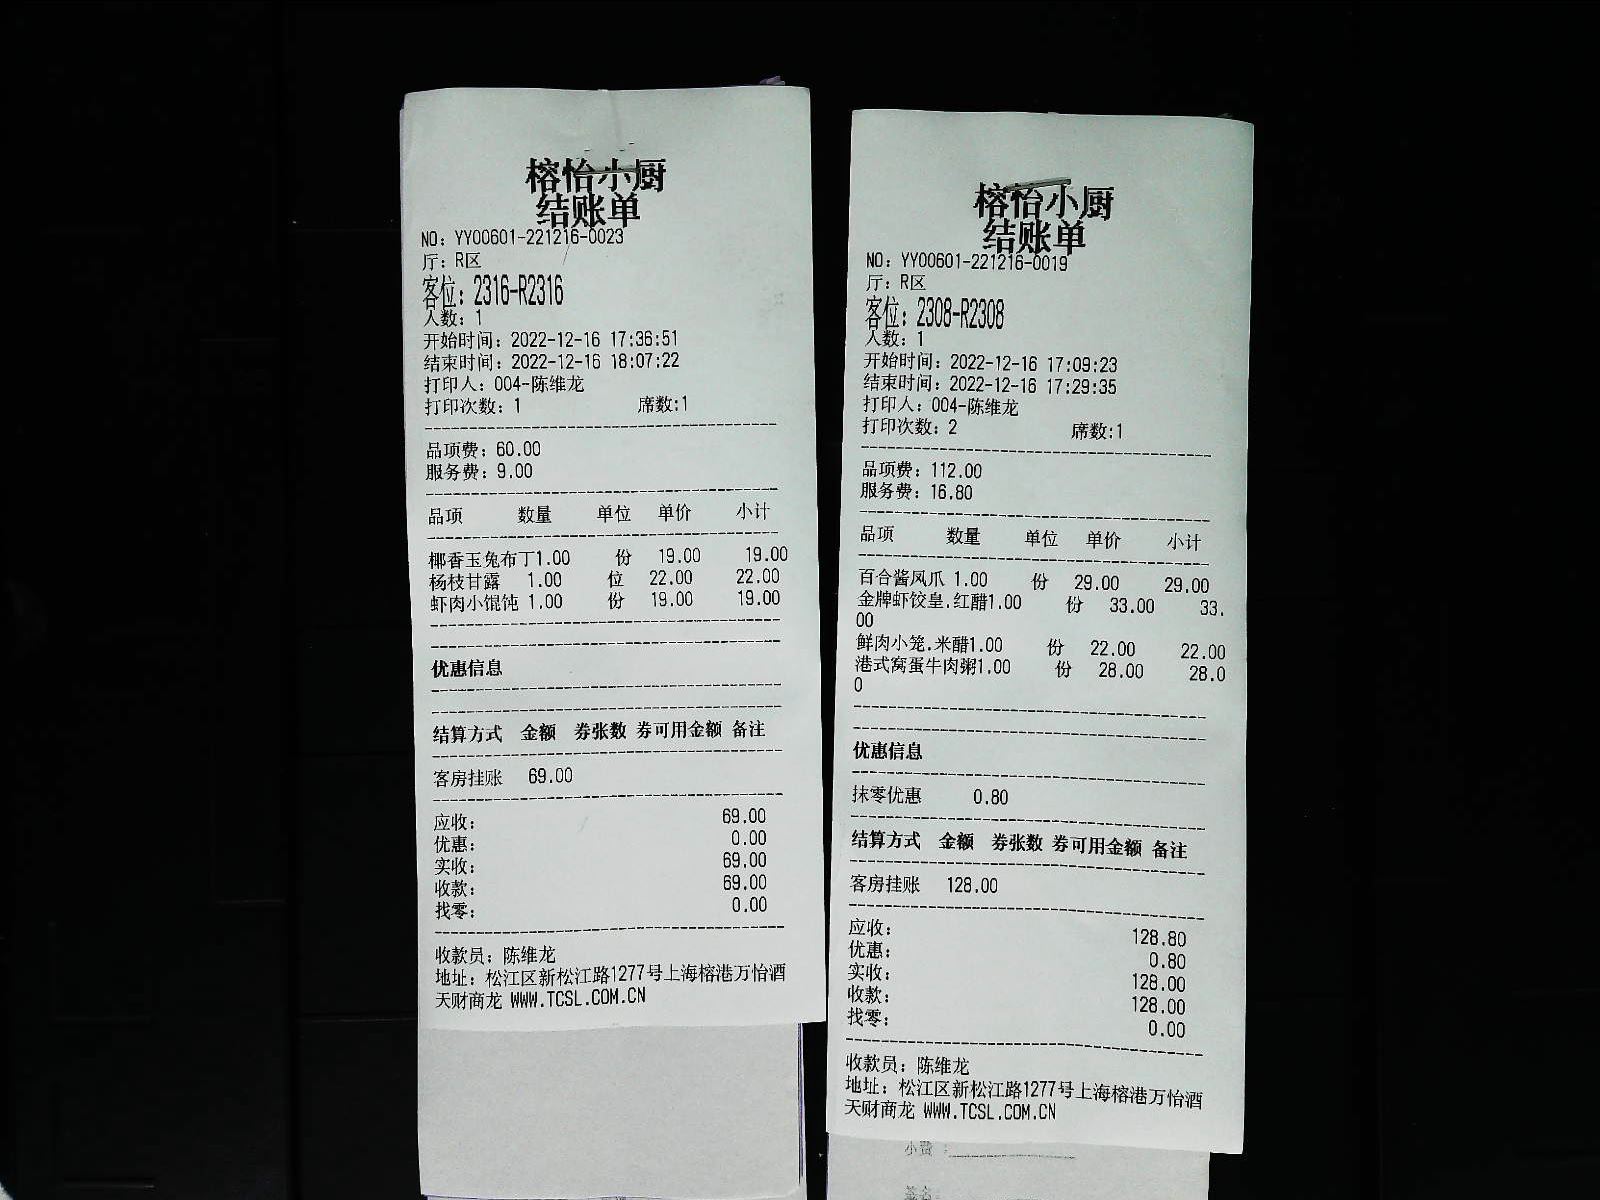 榕怡小厨
结账单
NO: YY00601-221216-0023
厅: R区
客位: 2316-R2316
人数: 1
开始时间: 2022-12-16 17:36:51
结束时间: 2022-12-16 18:07:22
打印人: 004-陈维龙
打印次数: 1 席数:1
品项费: 60.00
服务费: 9.00
品项 数量 单位 单价 小计
椰香玉兔布丁1.00 份 19.00 19.00
杨枝甘露 1.00 位 22.00 22.00
虾肉小馄饨 1.00 份 19.00 19.00
优惠信息
结算方式 金额 券张数 券可用金额 备注
客房挂账 69.00
应收: 69.00
优惠: 0.00
实收: 69.00
收款: 69.00
找零: 0.00
收款员: 陈维龙
地址: 松江区新松江路1277号上海榕港万怡酒
天财商龙 WWW.TCSL.COM.CN
榕怡小厨
结账单
NO: YY00601-221216-0019
厅: R区
客位: 2308-R2308
人数: 1
开始时间: 2022-12-16 17:09:23
结束时间: 2022-12-16 17:29:35
打印人: 004-陈维龙
打印次数: 2 席数:1
品项费: 112.00
服务费: 16.80
品项 数量 单位 单价 小计
百合酱凤爪 1.00 份 29.00 29.00
金牌虾饺皇.红醋1.00 份 33.00 33.
00
鲜肉小笼.米醋1.00 份 22.00 22.00
港式窝蛋牛肉粥1.00 份 28.00 28.0
0
优惠信息
抹零优惠 0.80
结算方式 金额 券张数 券可用金额 备注
客房挂账 128.00
应收: 128.80
优惠: 0.80
实收: 128.00
收款: 128.00
找零: 0.00
收款员: 陈维龙
地址: 松江区新松江路1277号上海榕港万怡酒
天财商龙 WWW.TCSL.COM.CN
小费: